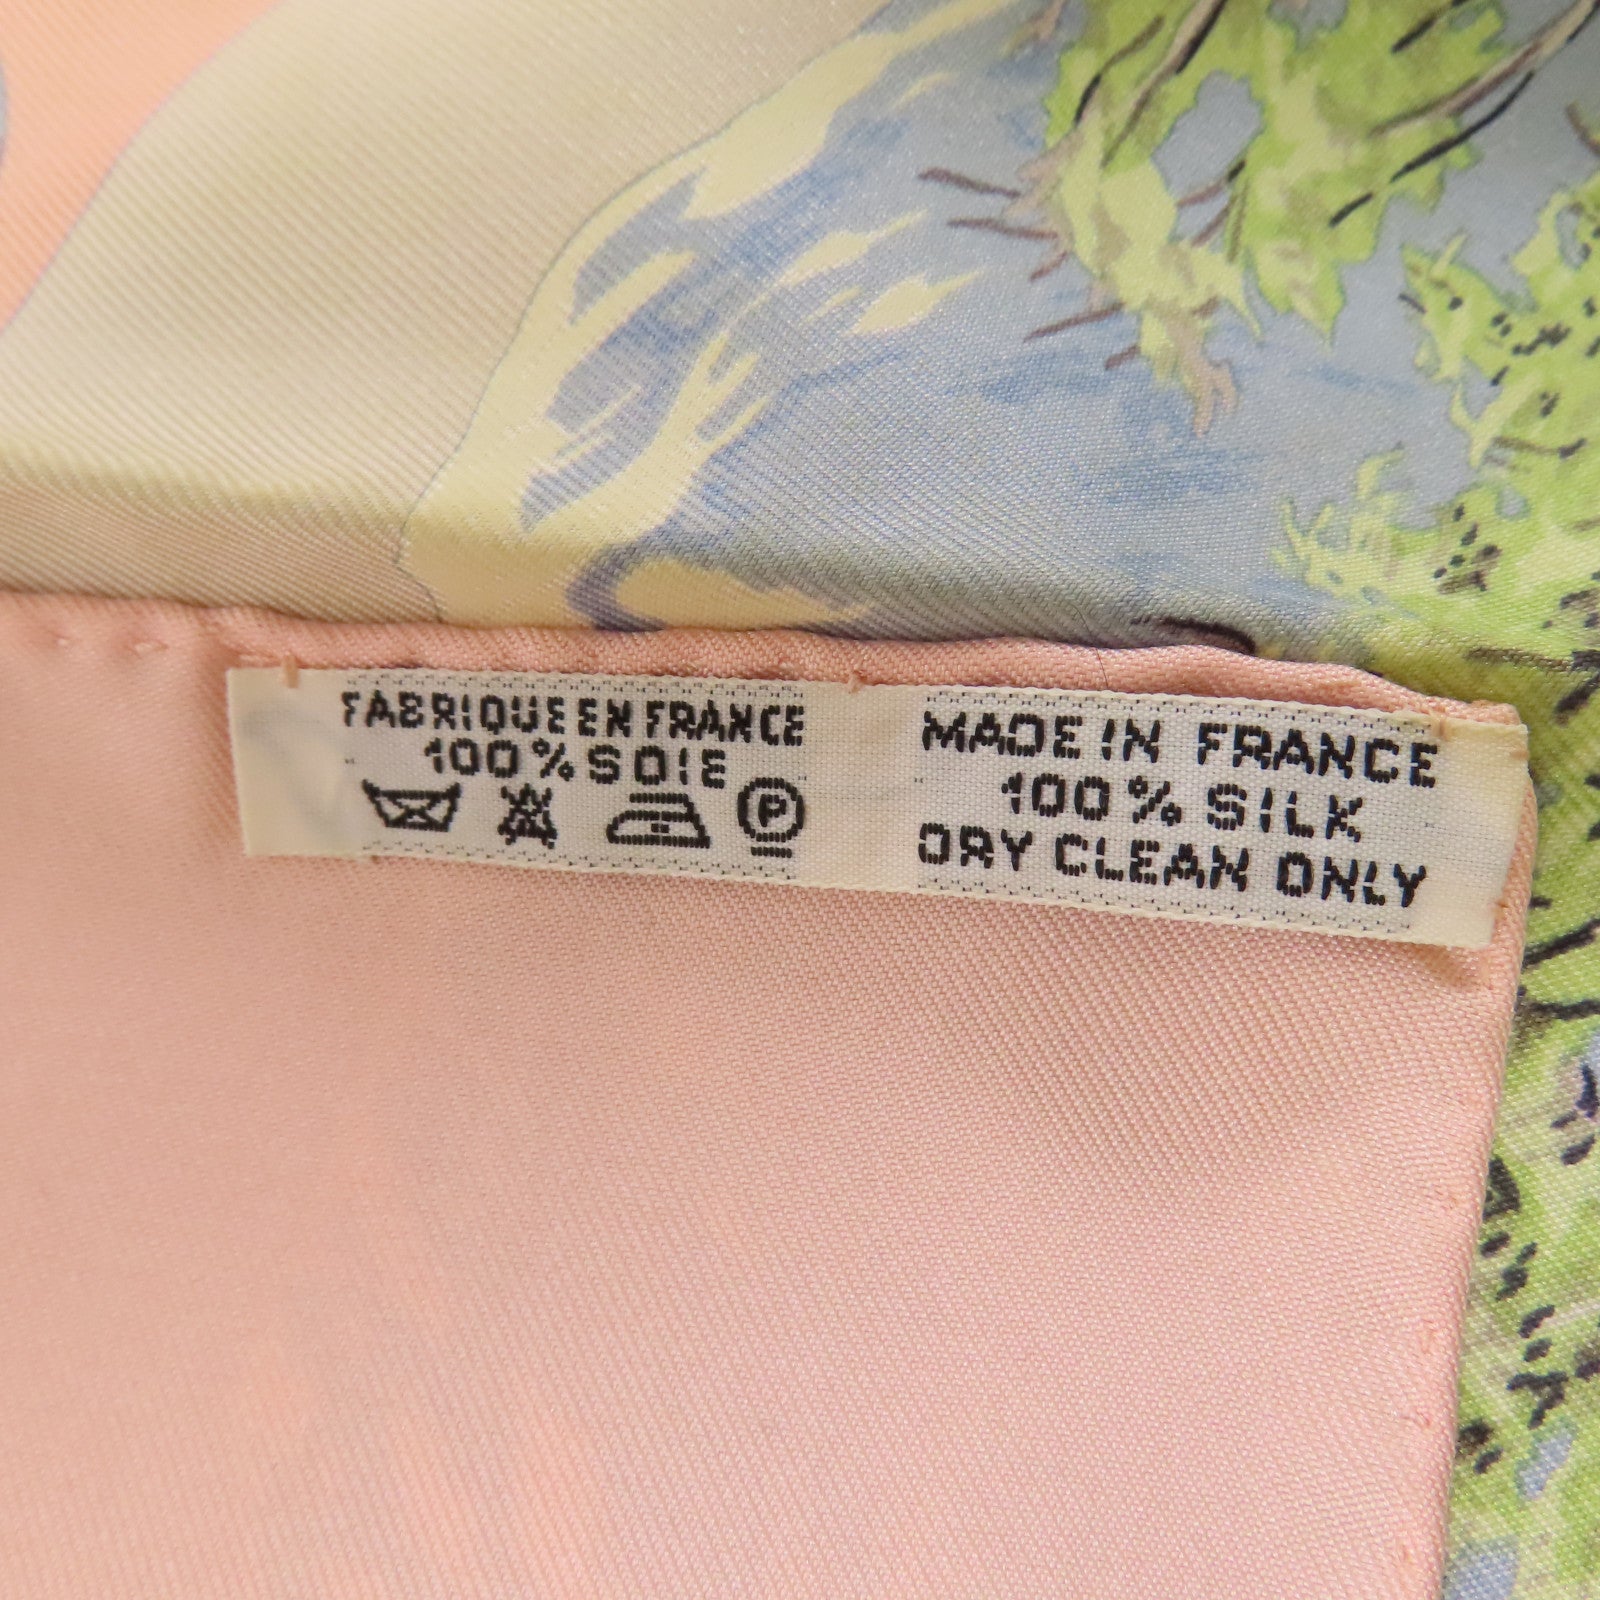 FABRIQUE EN FRANCE
100% SOIE
P
MADE IN FRANCE
100% SILK
DRY CLEAN ONLY